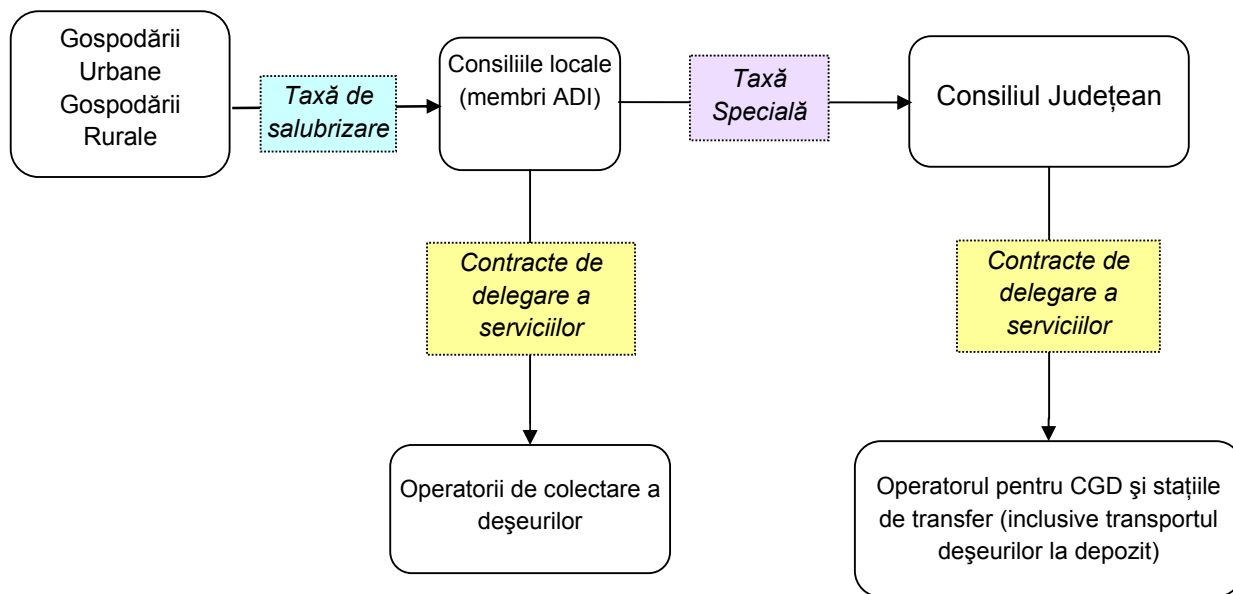 Gospodării
Urbane
Gospodării
Rurale
Taxă de
salubrizare
Consiliile locale
(membri ADI)
Taxă
Specială
Consiliul Județean
Contracte de
delegare a
serviciilor
Contracte de
delegare a
serviciilor
Operatorii de colectare a
deşeurilor
Operatorul pentru CGD şi stațiile
de transfer (inclusive transportul
deşeurilor la depozit)